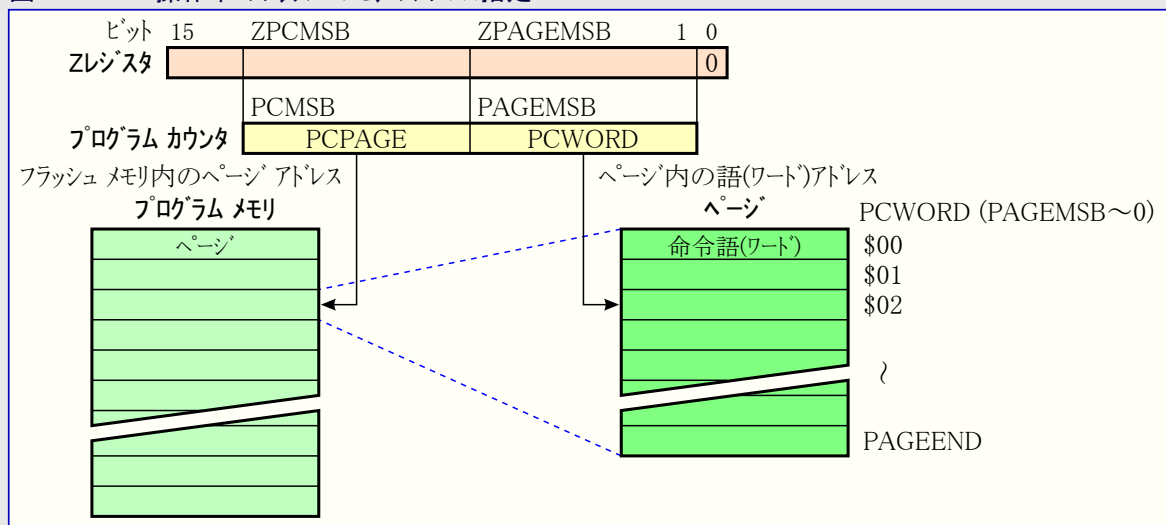 ビット 15 ZPCMSB ZPAGEMSB 1 0
Zレジスタ 0
PCMSB PAGEMSB
プログラム カウンタ PCPAGE PCWORD
フラッシュ メモリ内のページ アドレス ページ内の語(ワード)アドレス
プログラム メモリ ページ PCWORD (PAGEMSB~0)
ページ 命令語(ワード) $00
$01
$02
~
PAGEEND